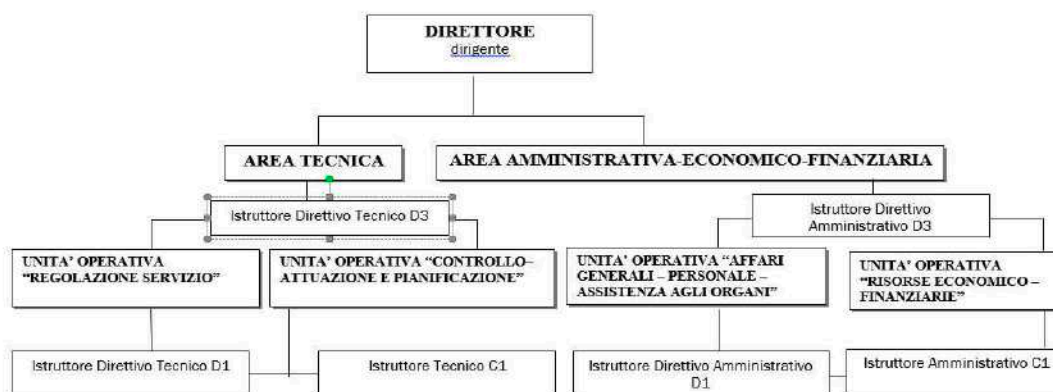 DIRETTORE
dirigente
AREA TECNICA
AREA AMMINISTRATIVA-ECONOMICO-FINANZIARIA
Istruttore Direttivo Tecnico D3
Istruttore Direttivo
Amministrativo D3
UNITA' OPERATIVA
“REGOLAZIONE SERVIZIO”
UNITA' OPERATIVA “CONTROLLO–
ATTUAZIONE E PIANIFICAZIONE”
UNITA' OPERATIVA “AFFARI
GENERALI – PERSONALE –
ASSISTENZA AGLI ORGANI”
UNITA' OPERATIVA
“RISORSE ECONOMICO –
FINANZIARIE”
Istruttore Direttivo Tecnico D1
Istruttore Tecnico C1
Istruttore Direttivo Amministrativo
D1
Istruttore Amministrativo C1